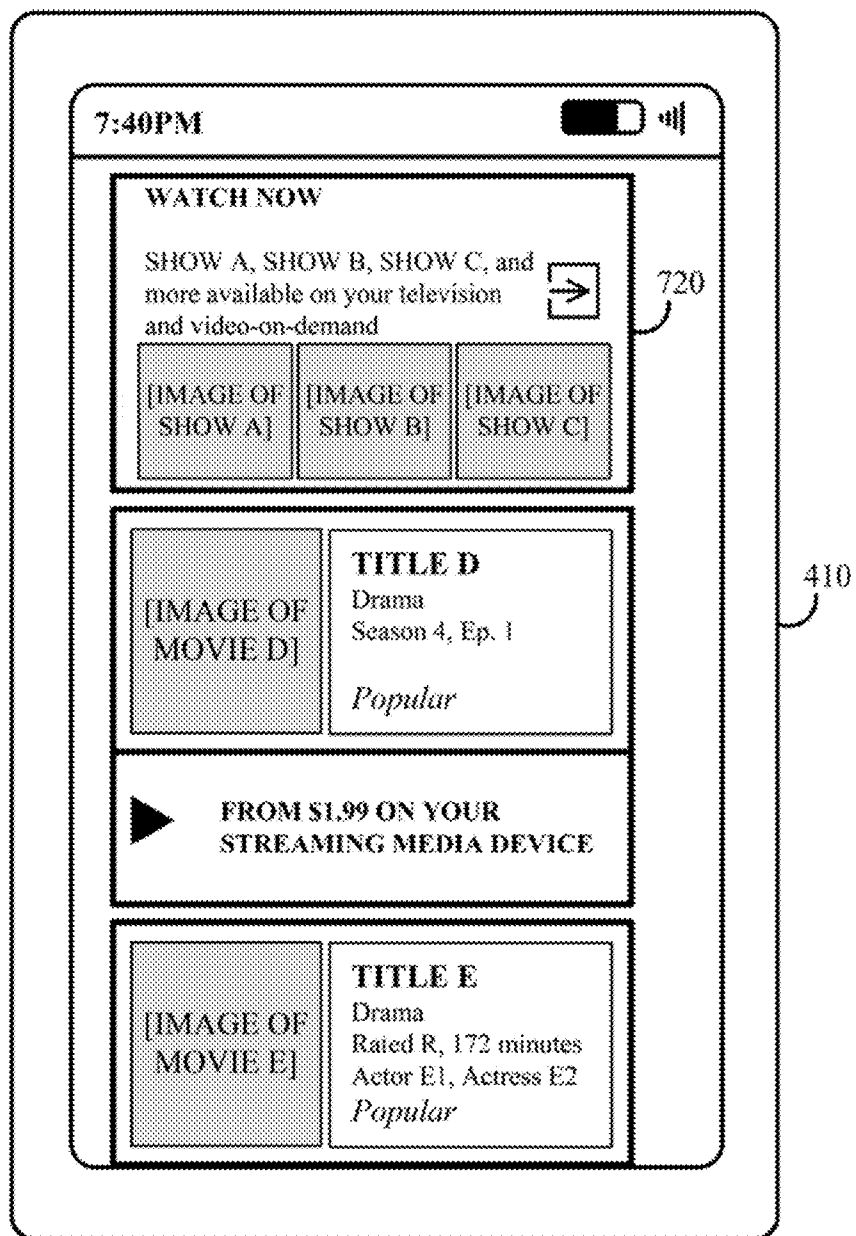 7:40PM
WATCH NOW
SHOW A, SHOW B, SHOW C, and
more available on your television
and video-on-demand
720
[IMAGE OF
SHOW A]
[IMAGE OF
SHOW B]
[IMAGE OF
SHOW C]
[IMAGE OF
MOVIE D]
TITLE D
Drama
Season 4, Ep. 1
Popular
410
FROM $1.99 ON YOUR
STREAMING MEDIA DEVICE
[IMAGE OF
MOVIE E]
TITLE E
Drama
Rated R, 172 minutes
Actor E1, Actress E2
Popular